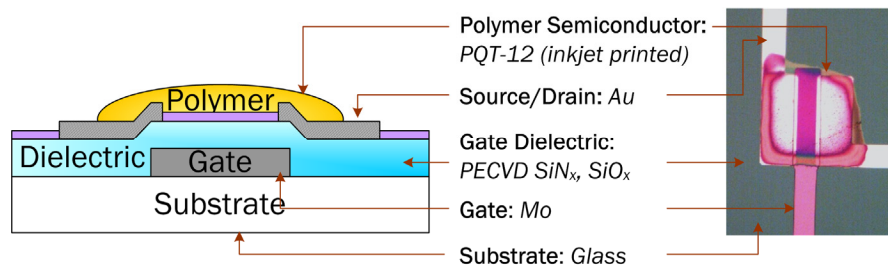 Polymer Semiconductor:
PQT-12 (inkjet printed)
Polymer
Source/Drain: Au
Dielectric
Gate
Gate Dielectric:
PECVD SiNₓ, SiOₓ
Substrate
Gate: Mo
Substrate: Glass